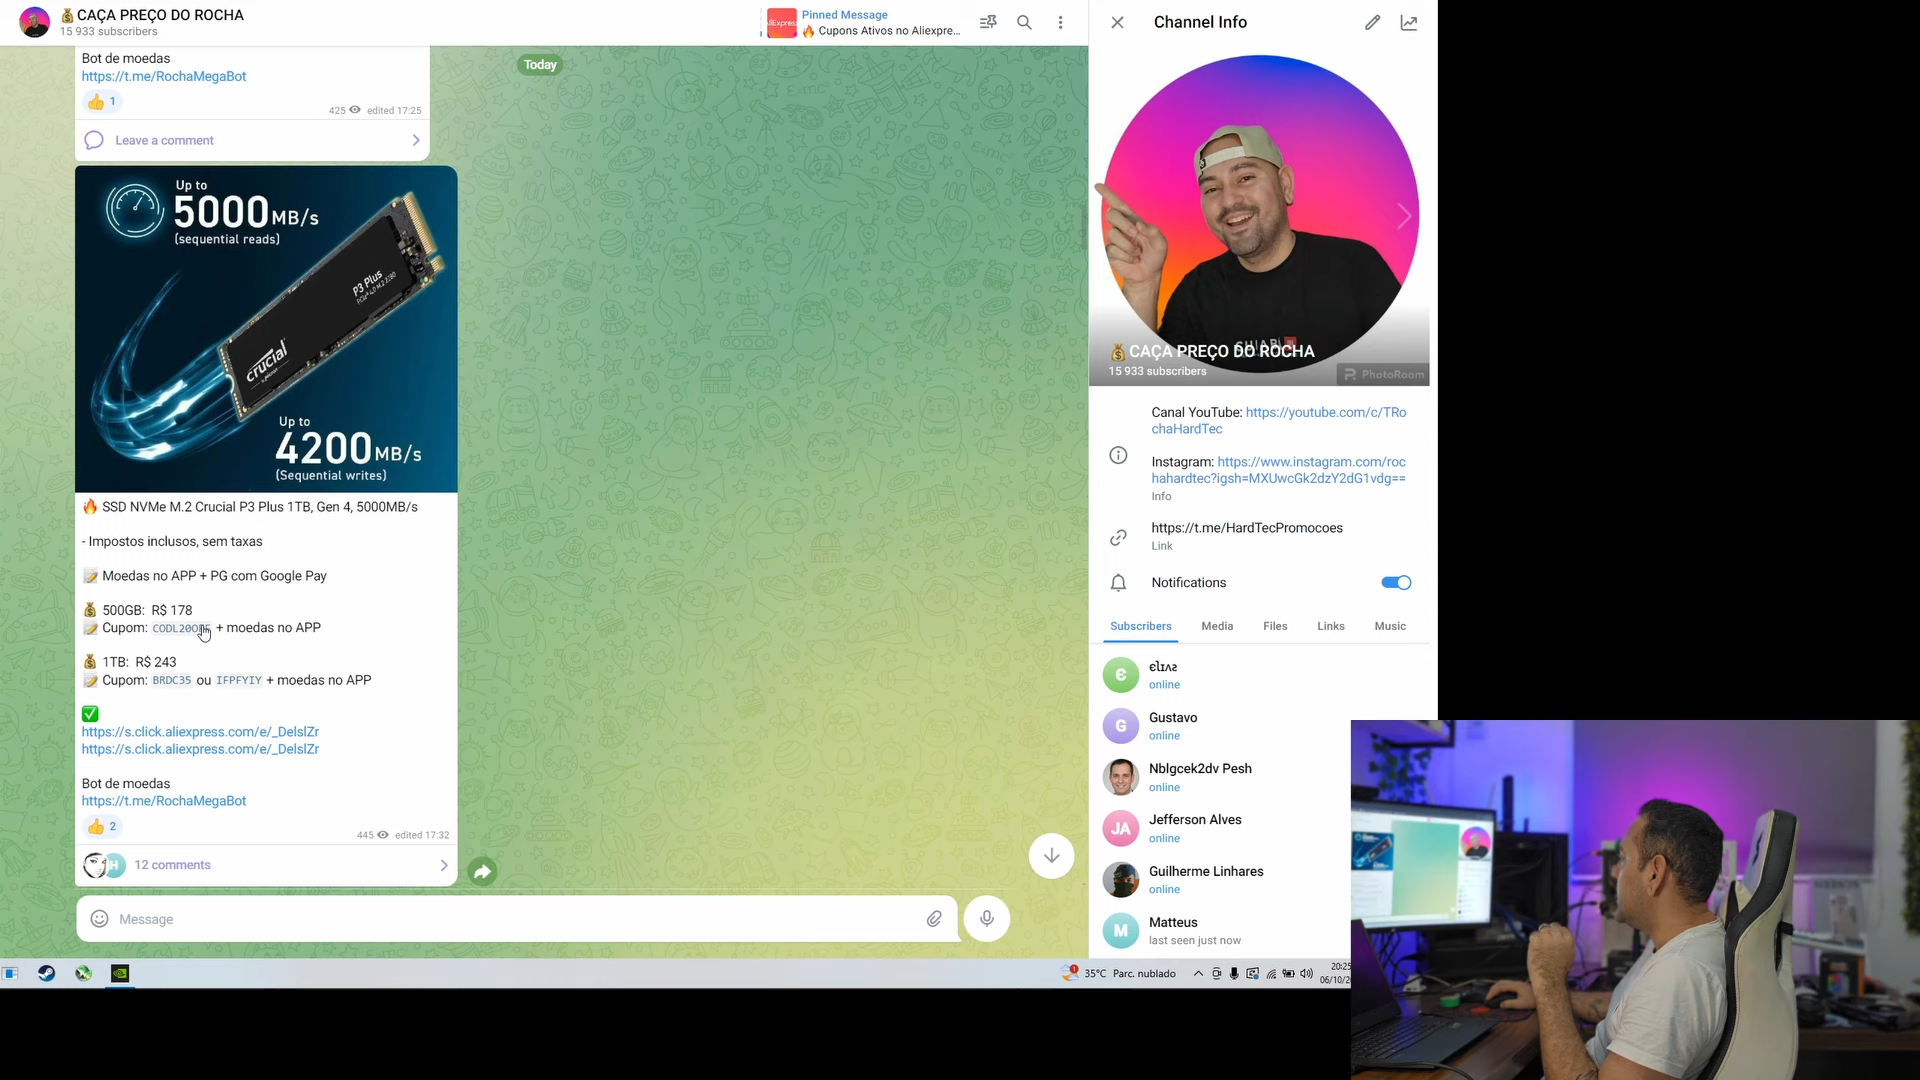 💰CAÇA PREÇO DO ROCHA
15 933 subscribers
AliExpress
Pinned Message
🔥 Cupons Ativos no Aliexpre...
Today
Bot de moedas
https://t.me/RochaMegaBot
👍 1
425 edited 17:25
Leave a comment
Up to
5000MB/s
(sequential reads)
P3 Plus
PCIe 4.0 M.2 2280
crucial
Up to
4200MB/s
(Sequential writes)
🔥 SSD NVMe M.2 Crucial P3 Plus 1TB, Gen 4, 5000MB/s
- Impostos inclusos, sem taxas
📝 Moedas no APP + PG com Google Pay
💰 500GB: R$ 178
📝 Cupom: + moedas no APP
💰 1TB: R$ 243
📝 Cupom: BRDC35 ou IFPFYIY + moedas no APP
✅
https://s.click.aliexpress.com/e/_DelslZr
https://s.click.aliexpress.com/e/_DelslZr
Bot de moedas
https://t.me/RochaMegaBot
👍 2
445 edited 17:32
H
12 comments
Message
Channel Info
💰CAÇA PREÇO DO ROCHA
15 933 subscribers
PhotoRoom
Canal YouTube: https://youtube.com/c/TRo
chaHardTec
Instagram: https://www.instagram.com/roc
hahardtec?igsh=MXUwcGk2dzY2dG1vdg==
Info
https://t.me/HardTecPromocoes
Link
Notifications
Subscribers Media Files Links Music
online
G
Gustavo
online
Nblgcek2dv Pesh
online
JA
Jefferson Alves
online
Guilherme Linhares
online
M
Matteus
last seen just now
1
35°C Parc. nublado
20:25
06/10/2